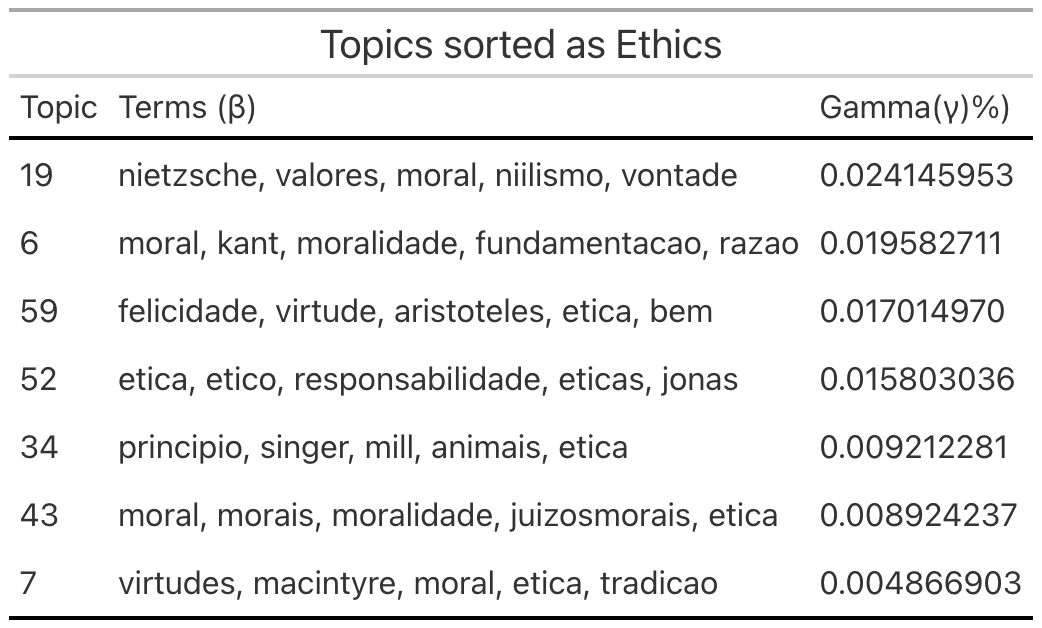 Topics sorted as Ethics
Topic Terms (β) Gamma(γ)%)
19 nietzsche, valores, moral, niilismo, vontade 0.024145953
6 moral, kant, moralidade, fundamentacao, razao 0.019582711
59 felicidade, virtude, aristoteles, etica, bem 0.017014970
52 etica, etico, responsabilidade, eticas, jonas 0.015803036
34 principio, singer, mill, animais, etica 0.009212281
43 moral, morais, moralidade, juizosmorais, etica 0.008924237
7 virtudes, macintyre, moral, etica, tradicao 0.004866903